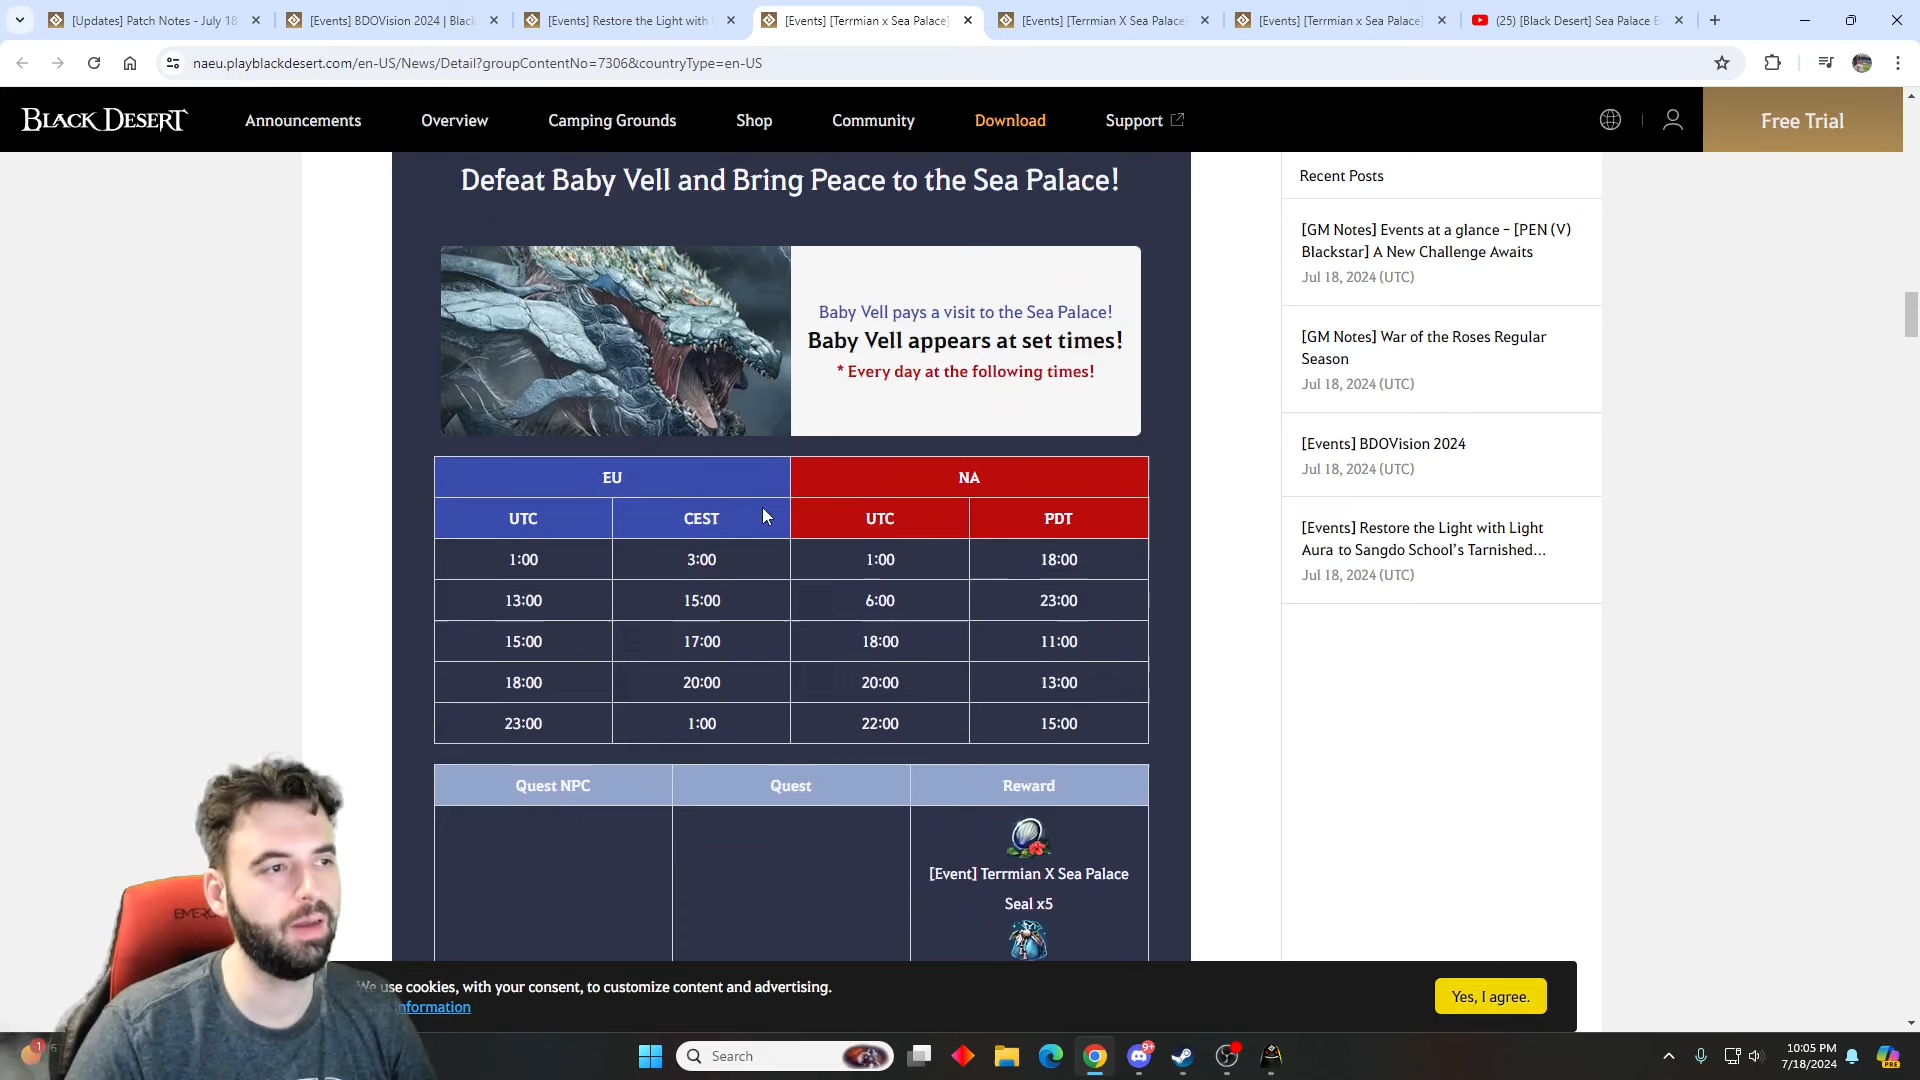 [Updates] Patch Notes - July 18
[Events] BDOVision 2024 | Black
[Events] Restore the Light with
[Events] [Terrmian x Sea Palace]
[Events] [Terrmian X Sea Palace
[Events] [Terrmian x Sea Palace]
(25) [Black Desert] Sea Palace E
naeu.playblackdesert.com/en-US/News/Detail?groupContentNo=7306&countryType=en-US
BLACK DESERT
Announcements
Overview
Camping Grounds
Shop
Community
Download
Support
Free Trial
Defeat Baby Vell and Bring Peace to the Sea Palace!
Baby Vell pays a visit to the Sea Palace!
Baby Vell appears at set times!
* Every day at the following times!
EU NA
UTC CEST UTC PDT
1:00 3:00 1:00 18:00
13:00 15:00 6:00 23:00
15:00 17:00 18:00 11:00
18:00 20:00 20:00 13:00
23:00 1:00 22:00 15:00
Quest NPC Quest Reward
[Event] Terrmian X Sea Palace
Seal x5
Recent Posts
[GM Notes] Events at a glance – [PEN (V)
Blackstar] A New Challenge Awaits
Jul 18, 2024 (UTC)
[GM Notes] War of the Roses Regular
Season
Jul 18, 2024 (UTC)
[Events] BDOVision 2024
Jul 18, 2024 (UTC)
[Events] Restore the Light with Light
Aura to Sangdo School's Tarnished...
Jul 18, 2024 (UTC)
We use cookies, with your consent, to customize content and advertising.
information
Yes, I agree.
1
Search
9+
10:05 PM
7/18/2024
PRE